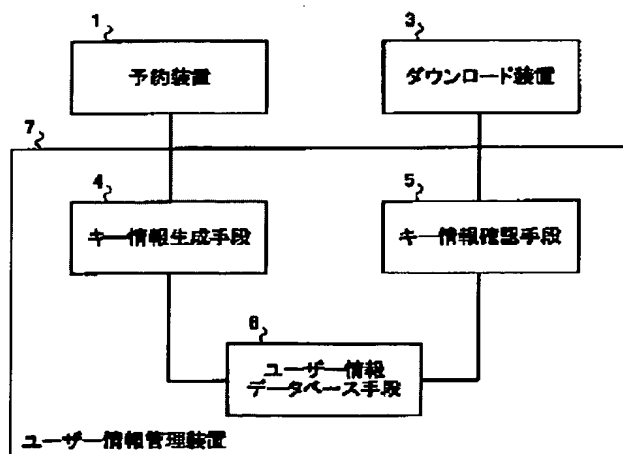 1
予約装置
3
ダウンロード装置
7
4
キー情報生成手段
5
キー情報確認手段
6
ユーザー情報
データベース手段
ユーザー情報管理装置